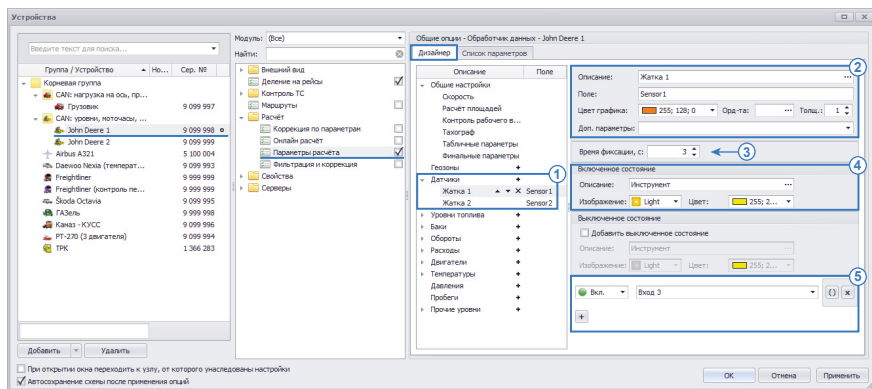 Устройства
Введите текст для поиска...
Группа / Устройство Но... Сер. №
Корневая группа
CAN: нагрузка на ось, пр...
Грузовик 9 099 997
CAN: уровни, моточасы, ...
John Deere 1 9 099 998
John Deere 2 9 099 999
Airbus A321 5 100 004
Daewoo Nexia (температ... 9 099 993
Freightliner 9 999 999
Freightliner (контроль пе... 9 999 999
Škoda Octavia 9 099 995
ГАЗель 9 999 998
Камаз - КУСС 9 099 996
РТ-270 (3 двигателя) 9 099 994
ТРК 1 366 283
Добавить Удалить
Модуль: (Все)
Найти:
Внешний вид
Деление на рейсы
Контроль ТС
Маршруты
Расчёт
Коррекция по параметрам
Онлайн расчёт
Параметры расчёта
Фильтрация и коррекция
Свойства
Серверы
Общие опции - Обработчик данных - John Deere 1
Дизайнер Список параметров
Описание Поле
Общие настройки
Скорость
Расчёт площадей
Контроль рабочего в...
Тахограф
Табличные параметры
Финальные параметры
Геозоны
Датчики
1
Жатка 1 Sensor1
Жатка 2 Sensor2
Уровни топлива
Баки
Обороты
Расходы
Двигатели
Температуры
Давления
Пробеги
Прочие уровни
2
Описание: Жатка 1 ...
Поле: Sensor1
Цвет графика: 255; 128; 0 Орд-та: ... Толщ.: 1
Доп. параметры:
Время фиксации, с: 3
3
Включенное состояние
4
Описание: Инструмент ...
Изображение: Light Цвет: 255; 2...
Выключенное состояние
Добавить выключенное состояние
Описание: Инструмент ...
Изображение: Light Цвет: 255; 2...
5
Вкл. Вход 3 () x
+
При открытии окна переходить к узлу, от которого унаследованы настройки
Автосохранение схемы после применения опций
OK Отмена Применить